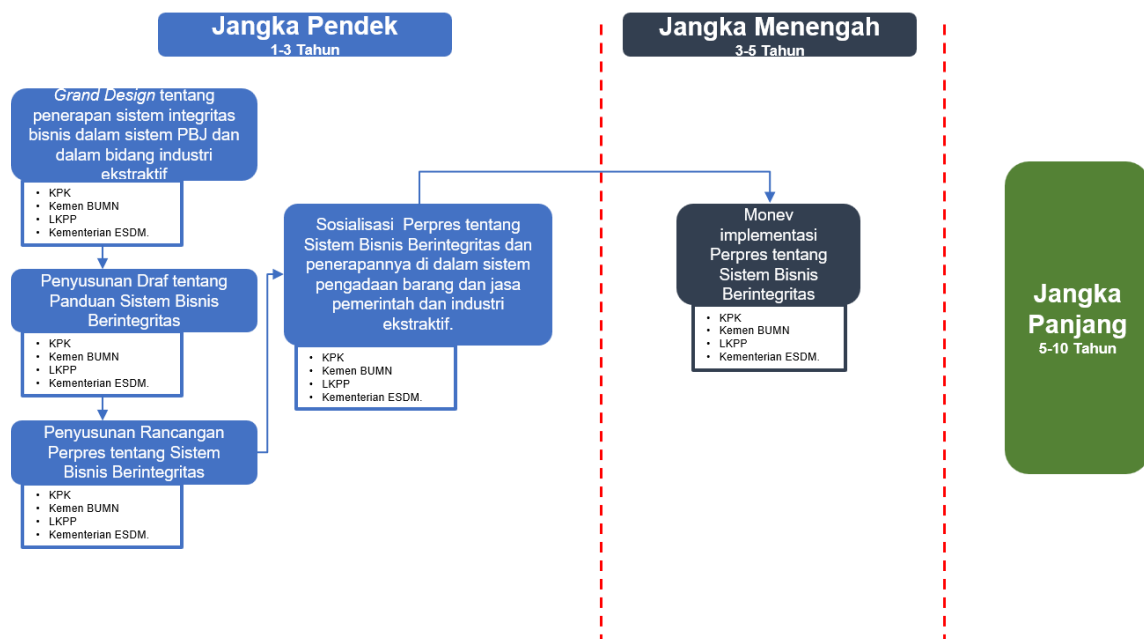 Jangka Pendek
1-3 Tahun
Jangka Menengah
3-5 Tahun
Grand Design tentang
penerapan sistem integritas
bisnis dalam sistem PBJ dan
dalam bidang industri
ekstraktif
• KPK
• Kemen BUMN
• LKPP
• Kementerian ESDM.
Penyusunan Draf tentang
Panduan Sistem Bisnis
Berintegritas
• KPK
• Kemen BUMN
• LKPP
• Kementerian ESDM.
Penyusunan Rancangan
Perpres tentang Sistem
Bisnis Berintegritas
• KPK
• Kemen BUMN
• LKPP
• Kementerian ESDM.
Sosialisasi Perpres tentang
Sistem Bisnis Berintegritas dan
penerapannya di dalam sistem
pengadaan barang dan jasa
pemerintah dan industri
ekstraktif.
• KPK
• Kemen BUMN
• LKPP
• Kementerian ESDM.
Monev
implementasi
Perpres tentang
Sistem Bisnis
Berintegritas
• KPK
• Kemen BUMN
• LKPP
• Kementerian ESDM.
Jangka
Panjang
5-10 Tahun